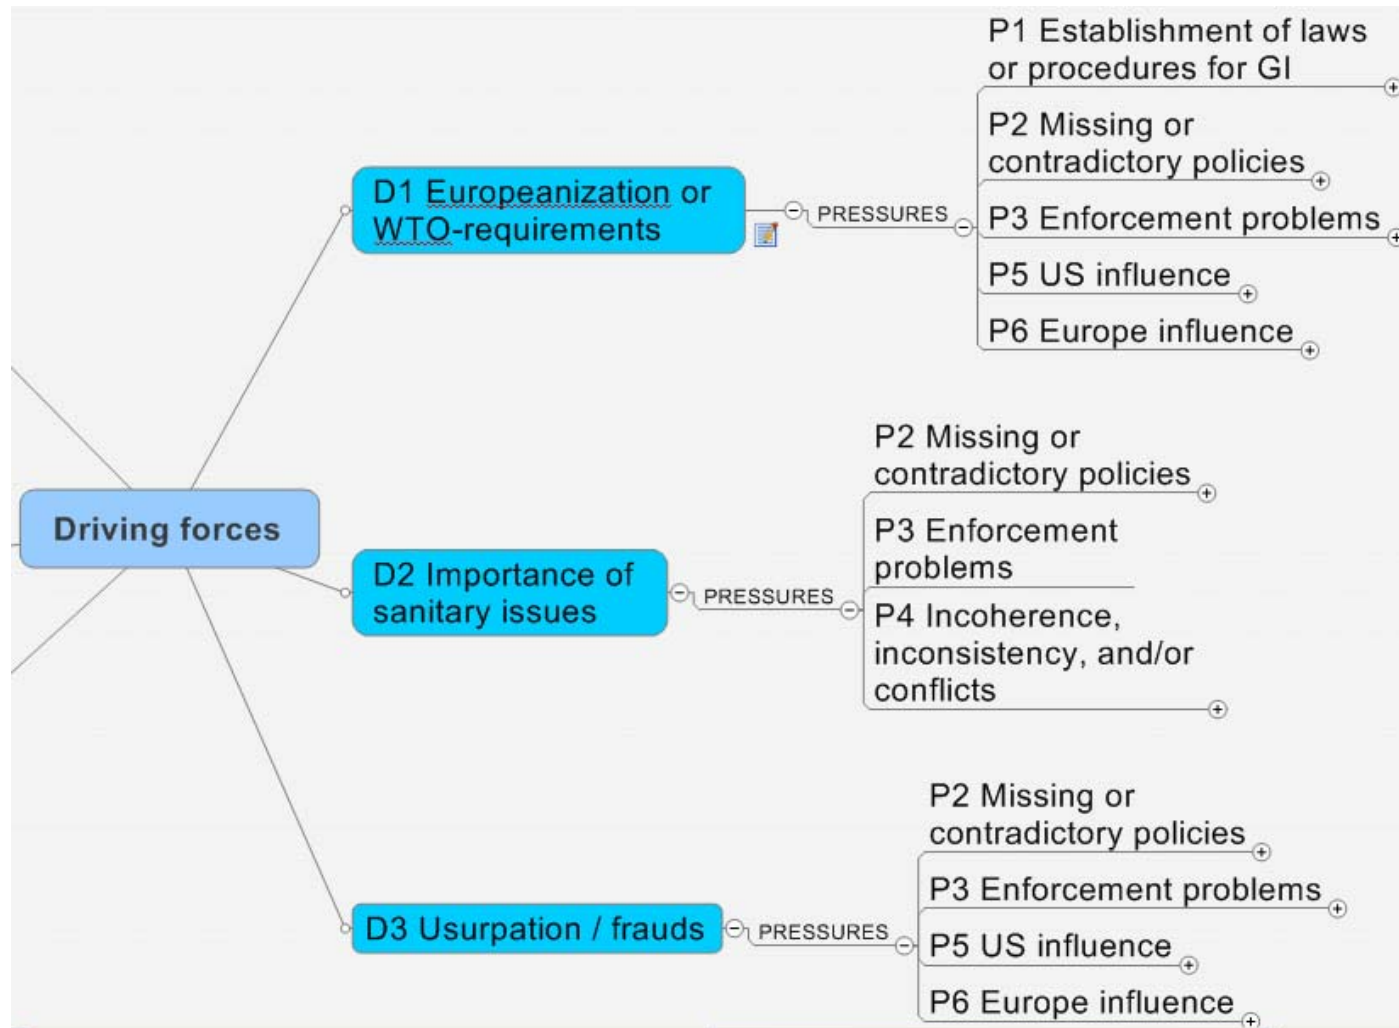 P1 Establishment of laws
or procedures for GI
P2 Missing or
contradictory policies
D1 Europeanization or
WTO-requirements
PRESSURES
P3 Enforcement problems
P5 US influence
P6 Europe influence
Driving forces
P2 Missing or
contradictory policies
P3 Enforcement
problems
D2 Importance of
sanitary issues
PRESSURES
P4 Incoherence,
inconsistency, and/or
conflicts
P2 Missing or
contradictory policies
P3 Enforcement problems
D3 Usurpation / frauds
PRESSURES
P5 US influence
P6 Europe influence